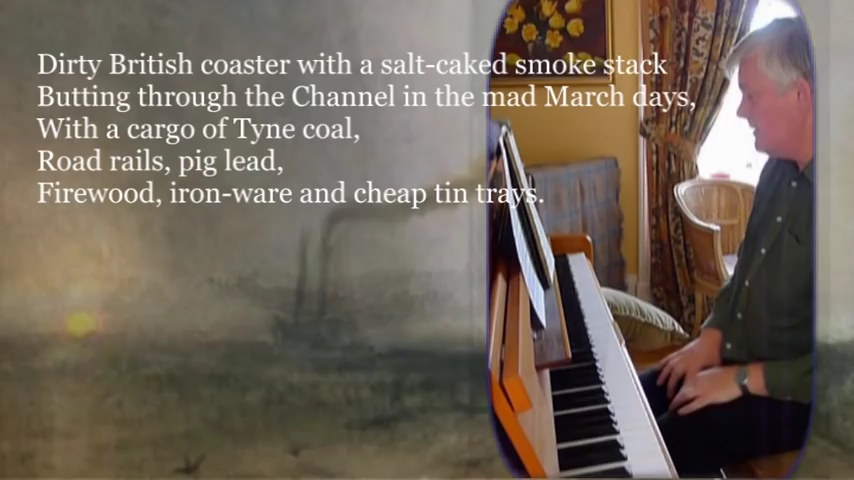 Dirty British coaster with a salt-caked smoke stack
Butting through the Channel in the mad March days,
With a cargo of Tyne coal,
Road rails, pig lead,
Firewood, iron-ware and cheap tin trays.